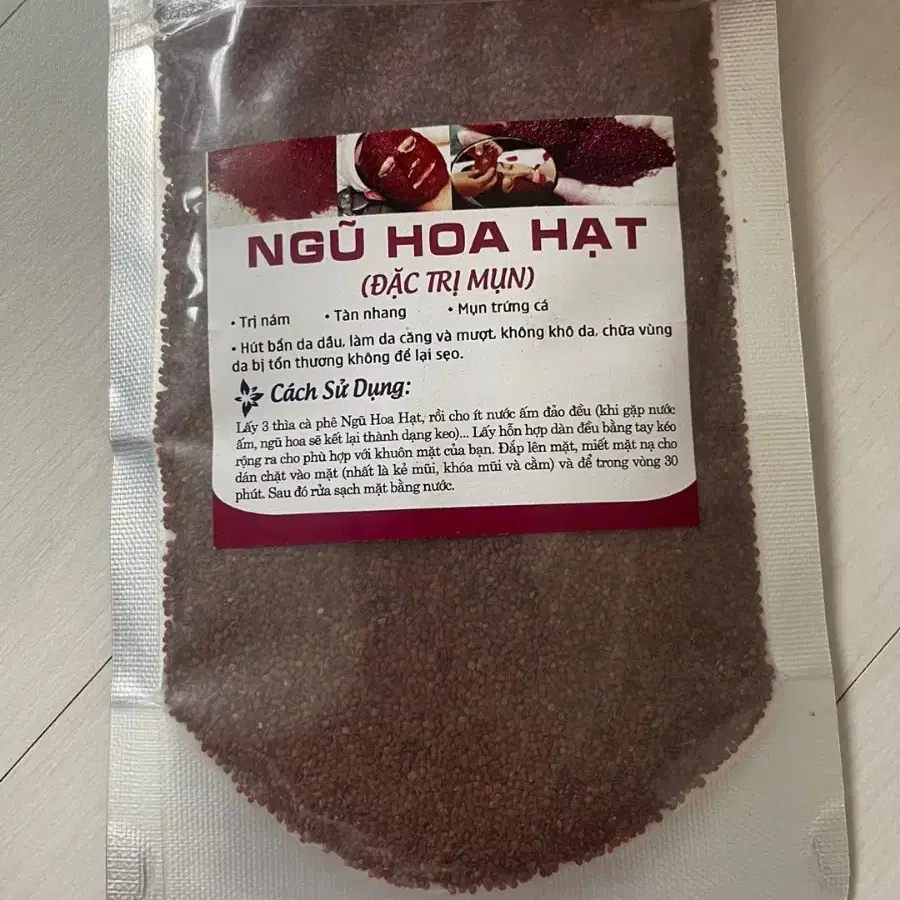 NGŨ HOA HẠT
(ĐẶC TRỊ MỤN)
• Trị nám • Tàn nhang • Mụn trứng cá
• Hút bẩn da dầu, làm da căng và mượt, không khô da, chữa vùng
da bị tổn thương không để lại sẹo.
Cách Sử Dụng:
Lấy 3 thìa cà phê Ngũ Hoa Hạt, rồi cho ít nước ấm đảo đều (khi gặp nước
ấm, ngũ hoa sẽ kết lại thành dạng keo)... Lấy hỗn hợp dàn đều bằng tay kéo
rộng ra cho phù hợp với khuôn mặt của bạn. Đắp lên mặt, miết mặt nạ cho
dán chặt vào mặt (nhất là kẻ mũi, khóa mũi và cằm) và để trong vòng 30
phút. Sau đó rửa sạch mặt bằng nước.